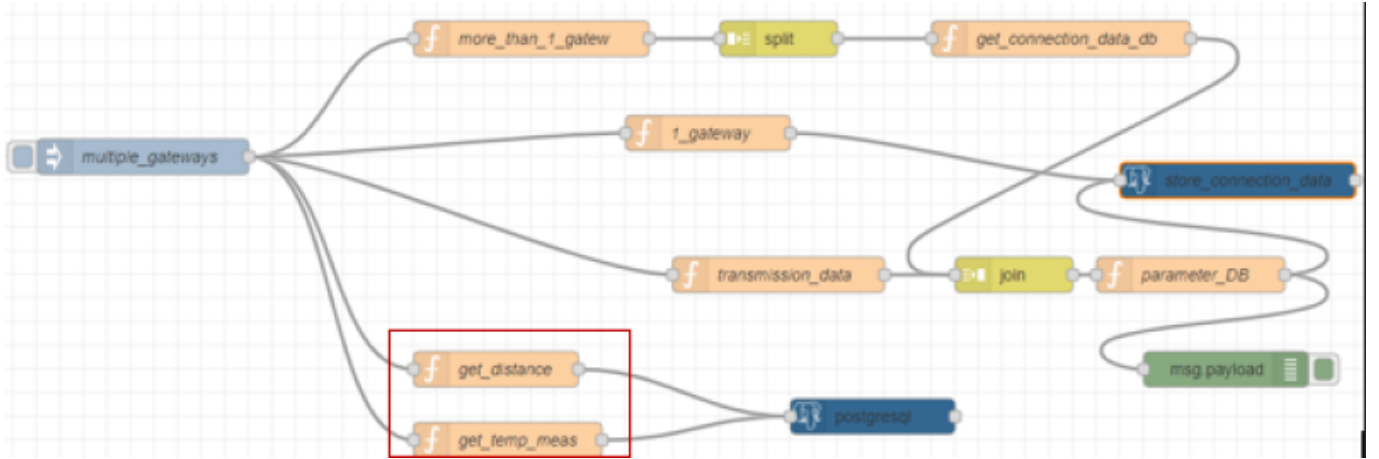 more_than_1_gatew
split
get_connection_data_db
1_gateway
multiple_gateways
store_connection_data
transmission_data
join
parameter_DB
get_distance
msg.payload
postgresql
get_temp_meas